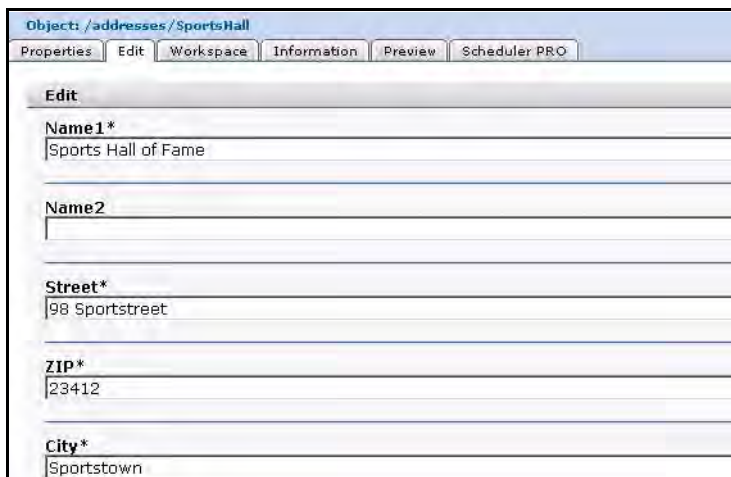 Object: /addresses/SportsHall
Properties Edit Workspace Information Preview Scheduler PRO
Edit
Name1*
Sports Hall of Fame
Name2
Street*
98 Sportstreet
ZIP*
23412
City*
Sportstown